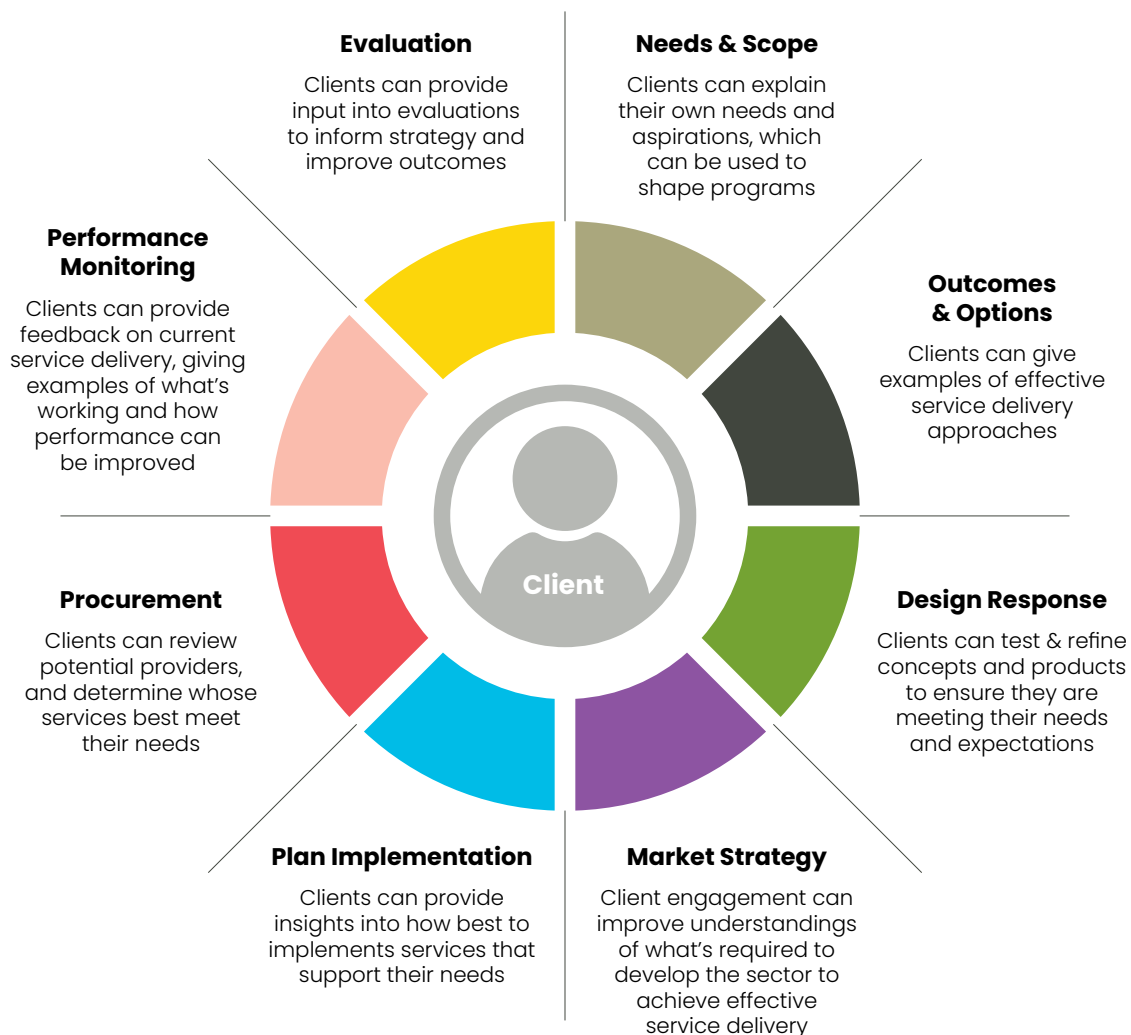 Evaluation
Clients can provide
input into evaluations
to inform strategy and
improve outcomes
Needs & Scope
Clients can explain
their own needs and
aspirations, which
can be used to
shape programs
Outcomes
& Options
Clients can give
examples of effective
service delivery
approaches
Design Response
Clients can test & refine
concepts and products
to ensure they are
meeting their needs
and expectations
Market Strategy
Client engagement can
improve understandings
of what's required to
develop the sector to
achieve effective
service delivery
Plan Implementation
Clients can provide
insights into how best to
implements services that
support their needs
Procurement
Clients can review
potential providers,
and determine whose
services best meet
their needs
Performance
Monitoring
Clients can provide
feedback on current
service delivery, giving
examples of what's
working and how
performance can
be improved
Client